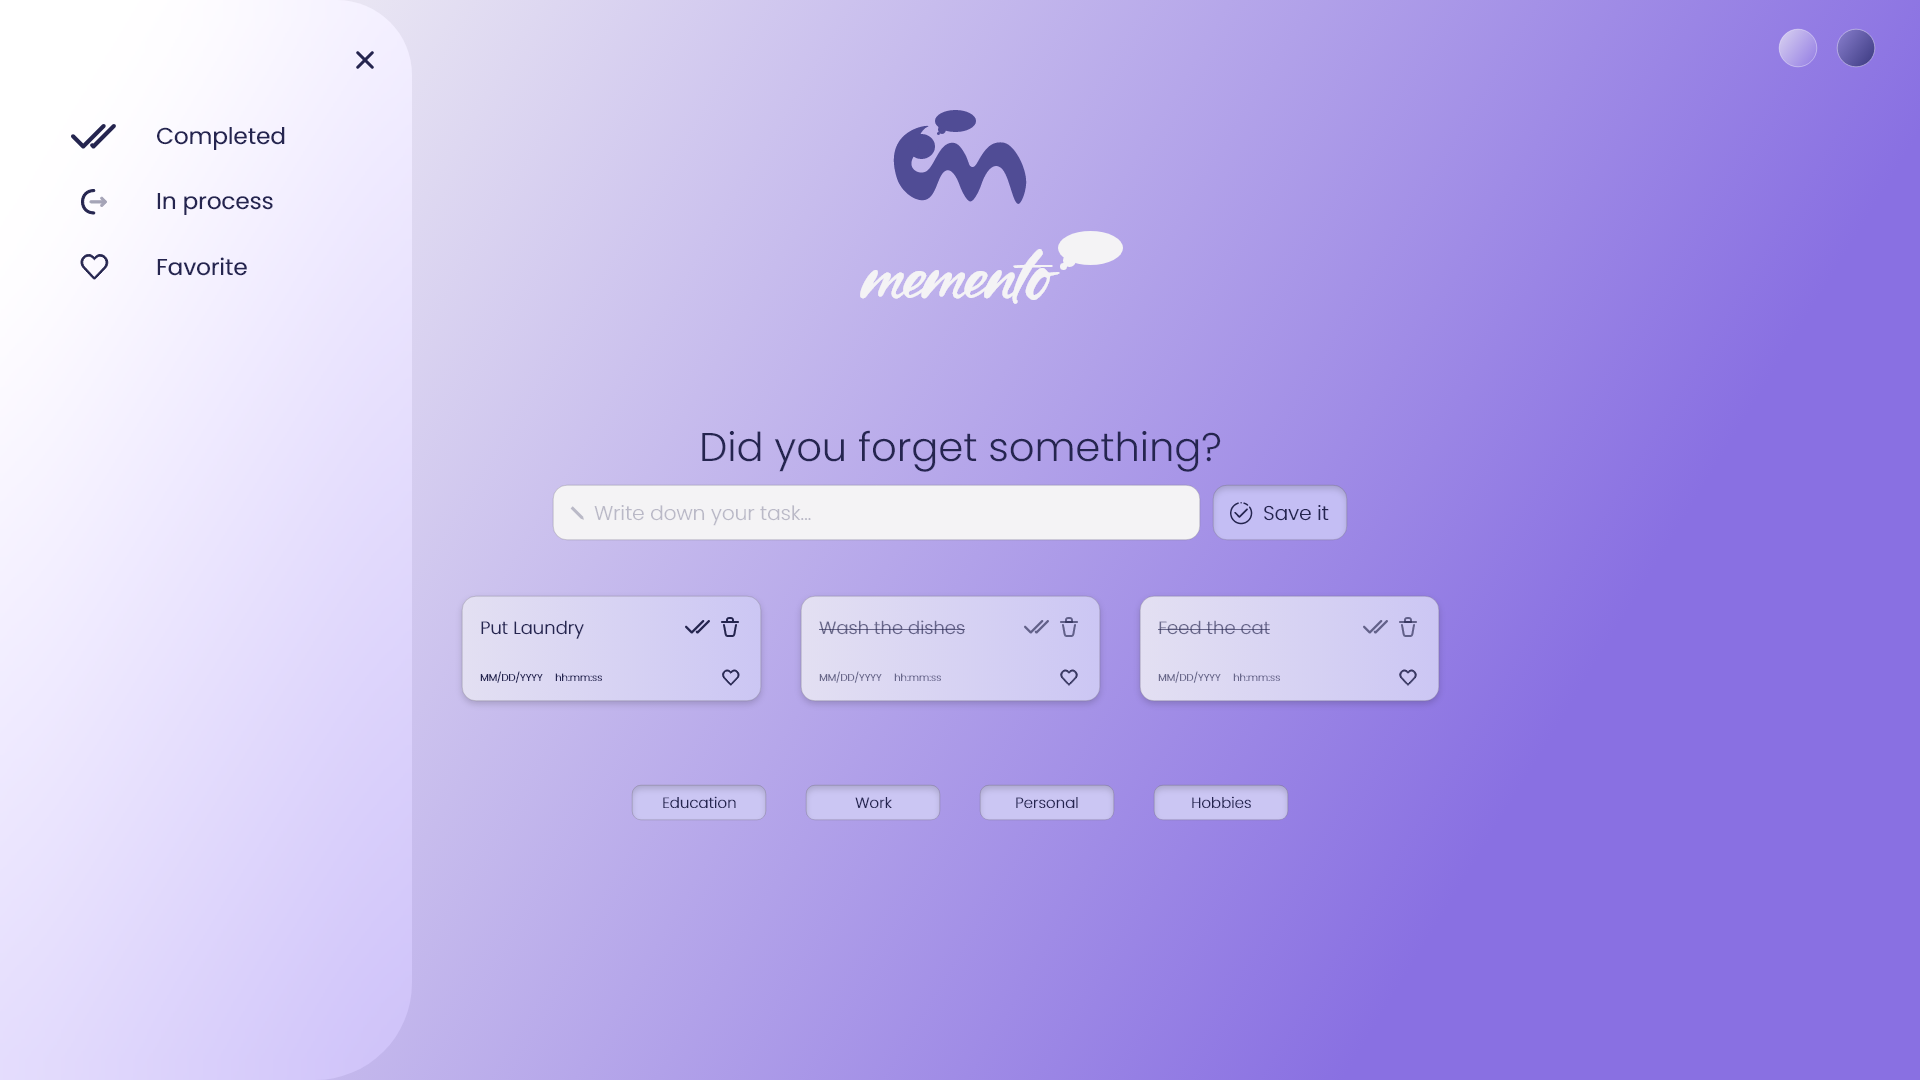 Completed
In process
Favorite
memento
Did you forget something?
Write down your task...
Save it
Put Laundry
MM/DD/YYYY hh:mm:ss
Wash the dishes
MM/DD/YYYY hh:mm:ss
Feed the cat
MM/DD/YYYY hh:mm:ss
Education
Work
Personal
Hobbies